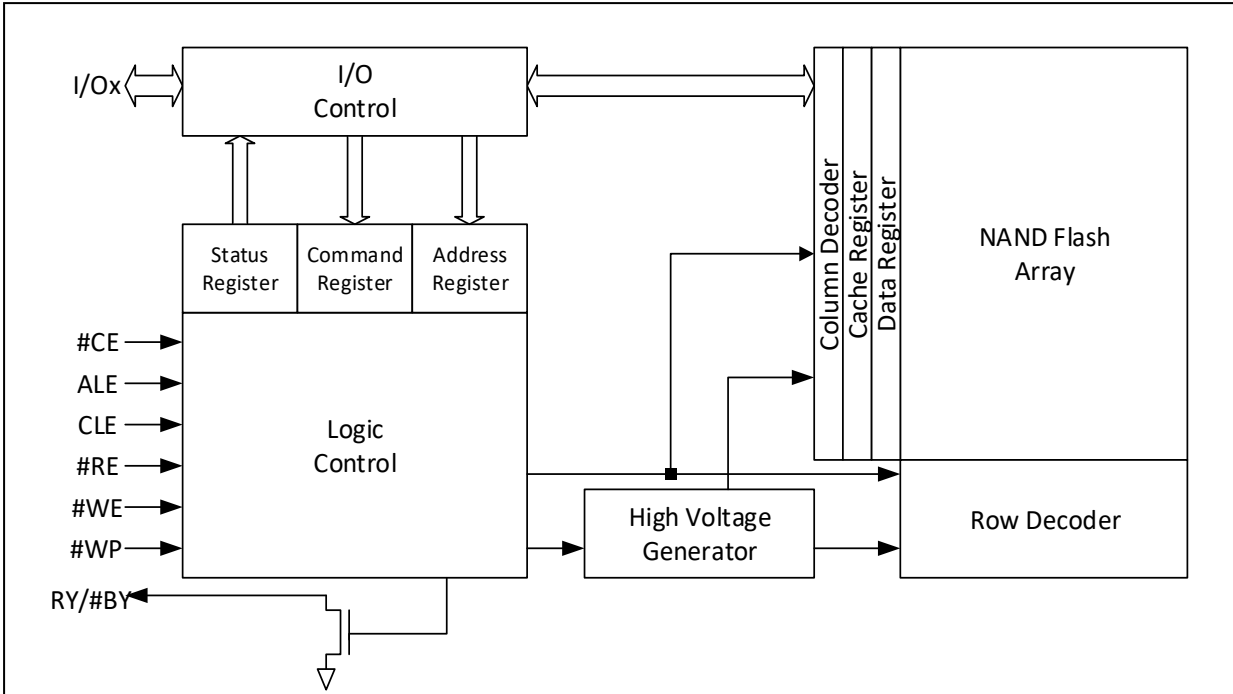 I/Ox
I/O
Control
Status
Register
Command
Register
Address
Register
Column Decoder
Cache Register
Data Register
NAND Flash
Array
#CE
ALE
CLE
#RE
#WE
#WP
Logic
Control
High Voltage
Generator
Row Decoder
RY/#BY